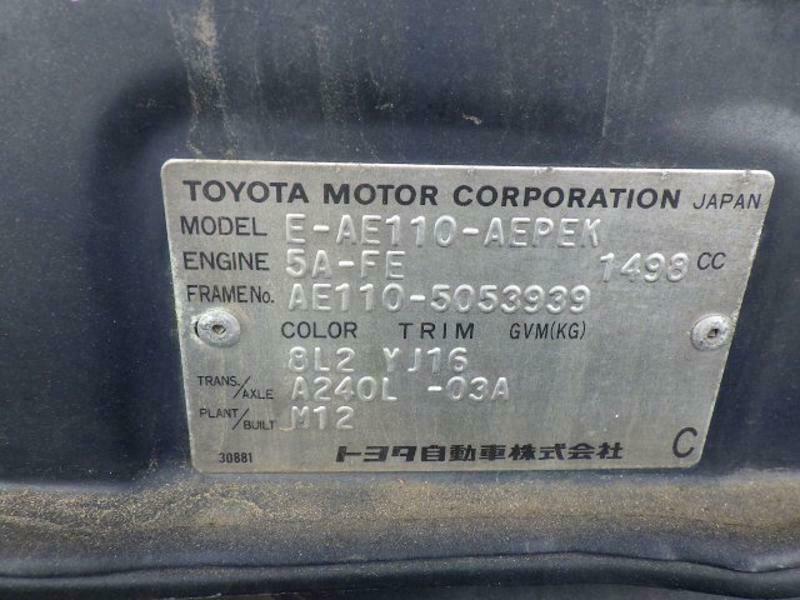 TOYOTA MOTOR CORPORATION JAPAN
MODEL E-AE110-AEPEK
ENGINE 5A-FE 1498 CC
FRAME No. AE110-5053939
COLOR TRIM GVM(KG)
8L2 YJ16
TRANS./AXLE A240L -03A
PLANT/BUILT M12
30881 トヨタ自動車株式会社 C